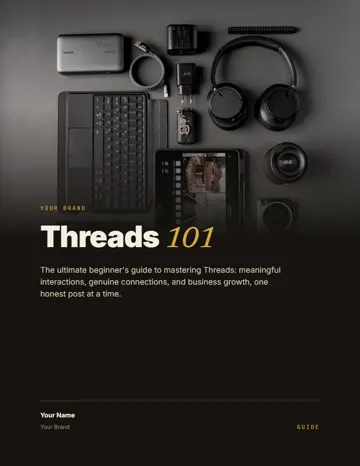 YOUR BRAND
Threads 101
The ultimate beginner's guide to mastering Threads: meaningful
interactions, genuine connections, and business growth, one
honest post at a time.
Your Name
Your Brand
GUIDE